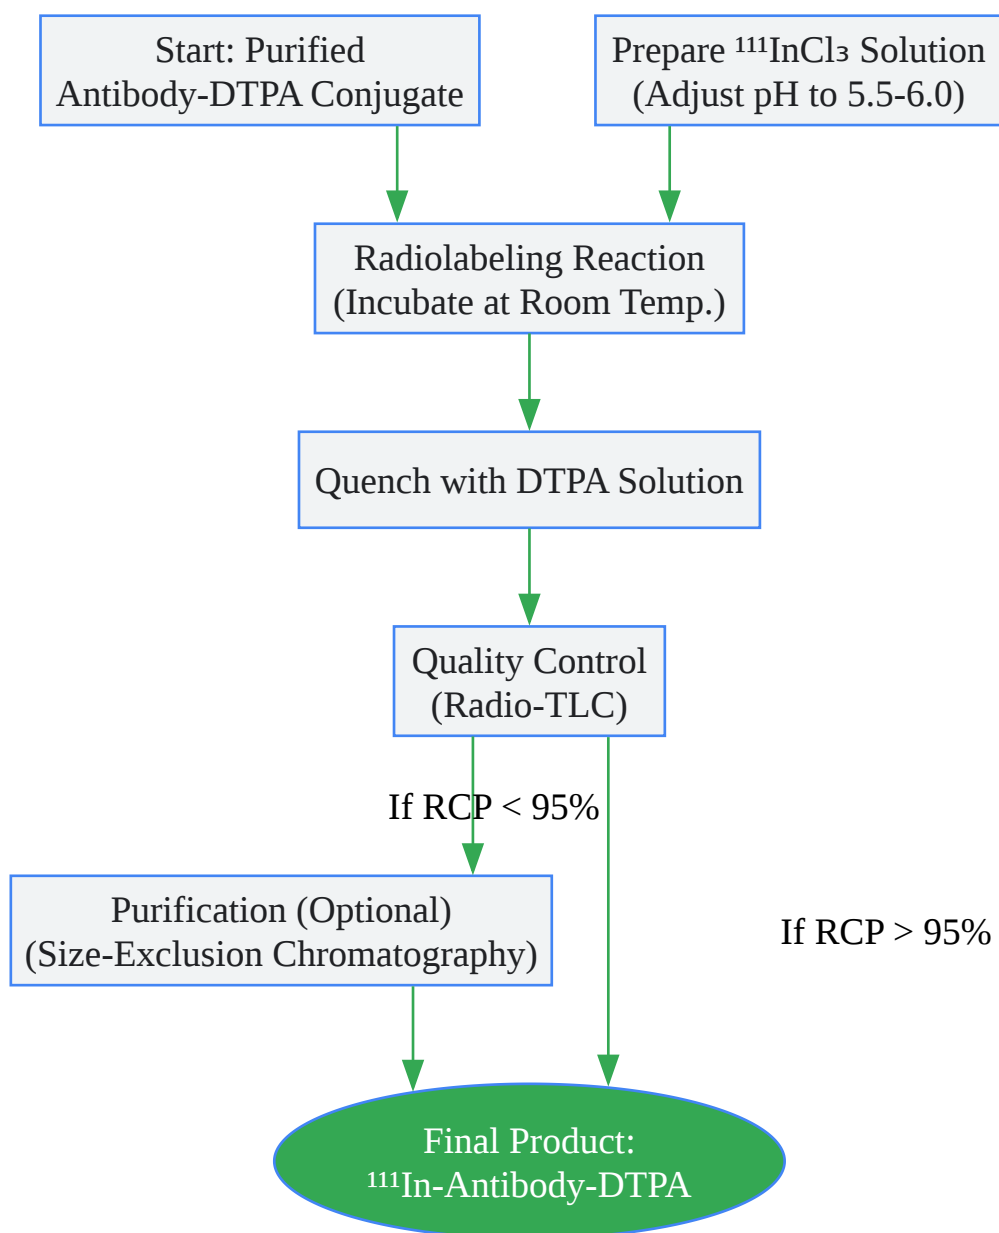 Start: Purified
Antibody-DTPA Conjugate
Prepare ¹¹¹InCl₃ Solution
(Adjust pH to 5.5-6.0)
Radiolabeling Reaction
(Incubate at Room Temp.)
Quench with DTPA Solution
Quality Control
(Radio-TLC)
If RCP < 95%
Purification (Optional)
(Size-Exclusion Chromatography)
If RCP > 95%
Final Product:
¹¹¹In-Antibody-DTPA